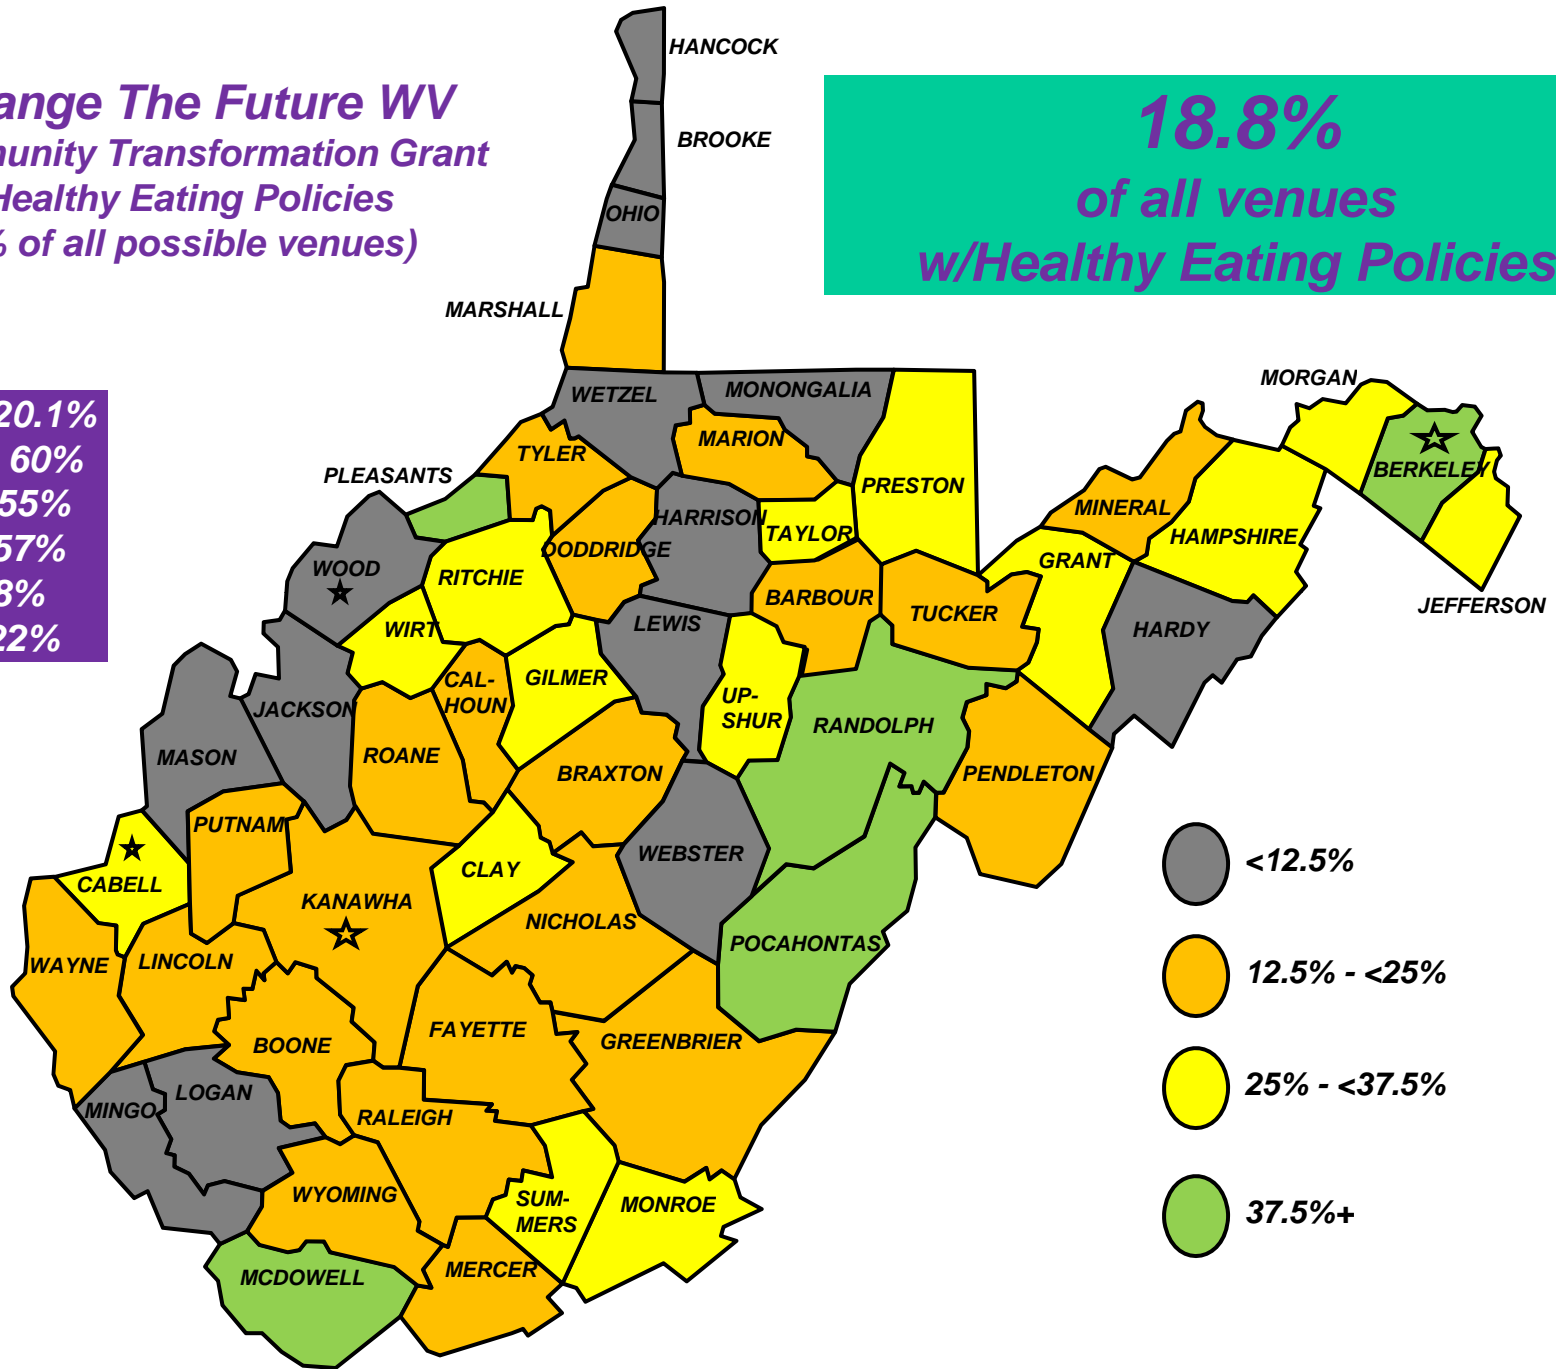 ange The Future WV
munity Transformation Grant
Healthy Eating Policies
% of all possible venues)
18.8%
of all venues
w/Healthy Eating Policies
20.1%
60%
55%
57%
8%
22%
HANCOCK
BROOKE
OHIO
MARSHALL
WETZEL
MONONGALIA
MORGAN
MARION
TYLER
BERKELEY
PLEASANTS
PRESTON
MINERAL
HARRISON
TAYLOR
HAMPSHIRE
DODDRIDGE
GRANT
WOOD
RITCHIE
BARBOUR
JEFFERSON
TUCKER
LEWIS
WIRT
HARDY
GILMER
CAL-
HOUN
UP-
SHUR
JACKSON
RANDOLPH
MASON
ROANE
BRAXTON
PENDLETON
PUTNAM
WEBSTER
<12.5%
CLAY
CABELL
KANAWHA
NICHOLAS
POCAHONTAS
WAYNE
LINCOLN
12.5% - <25%
FAYETTE
BOONE
GREENBRIER
25% - <37.5%
LOGAN
MINGO
RALEIGH
WYOMING
SUM-
MERS
MONROE
37.5%+
MERCER
MCDOWELL